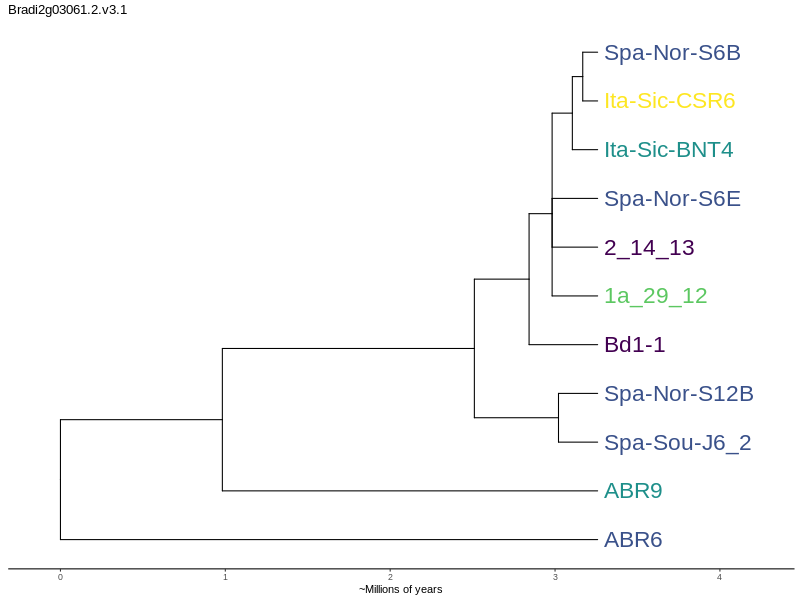 Bradi2g03061.2.v3.1
Spa-Nor-S6B
Ita-Sic-CSR6
Ita-Sic-BNT4
Spa-Nor-S6E
2_14_13
1a_29_12
Bd1-1
Spa-Nor-S12B
Spa-Sou-J6_2
ABR9
ABR6
0 1 2 3 4
~Millions of years